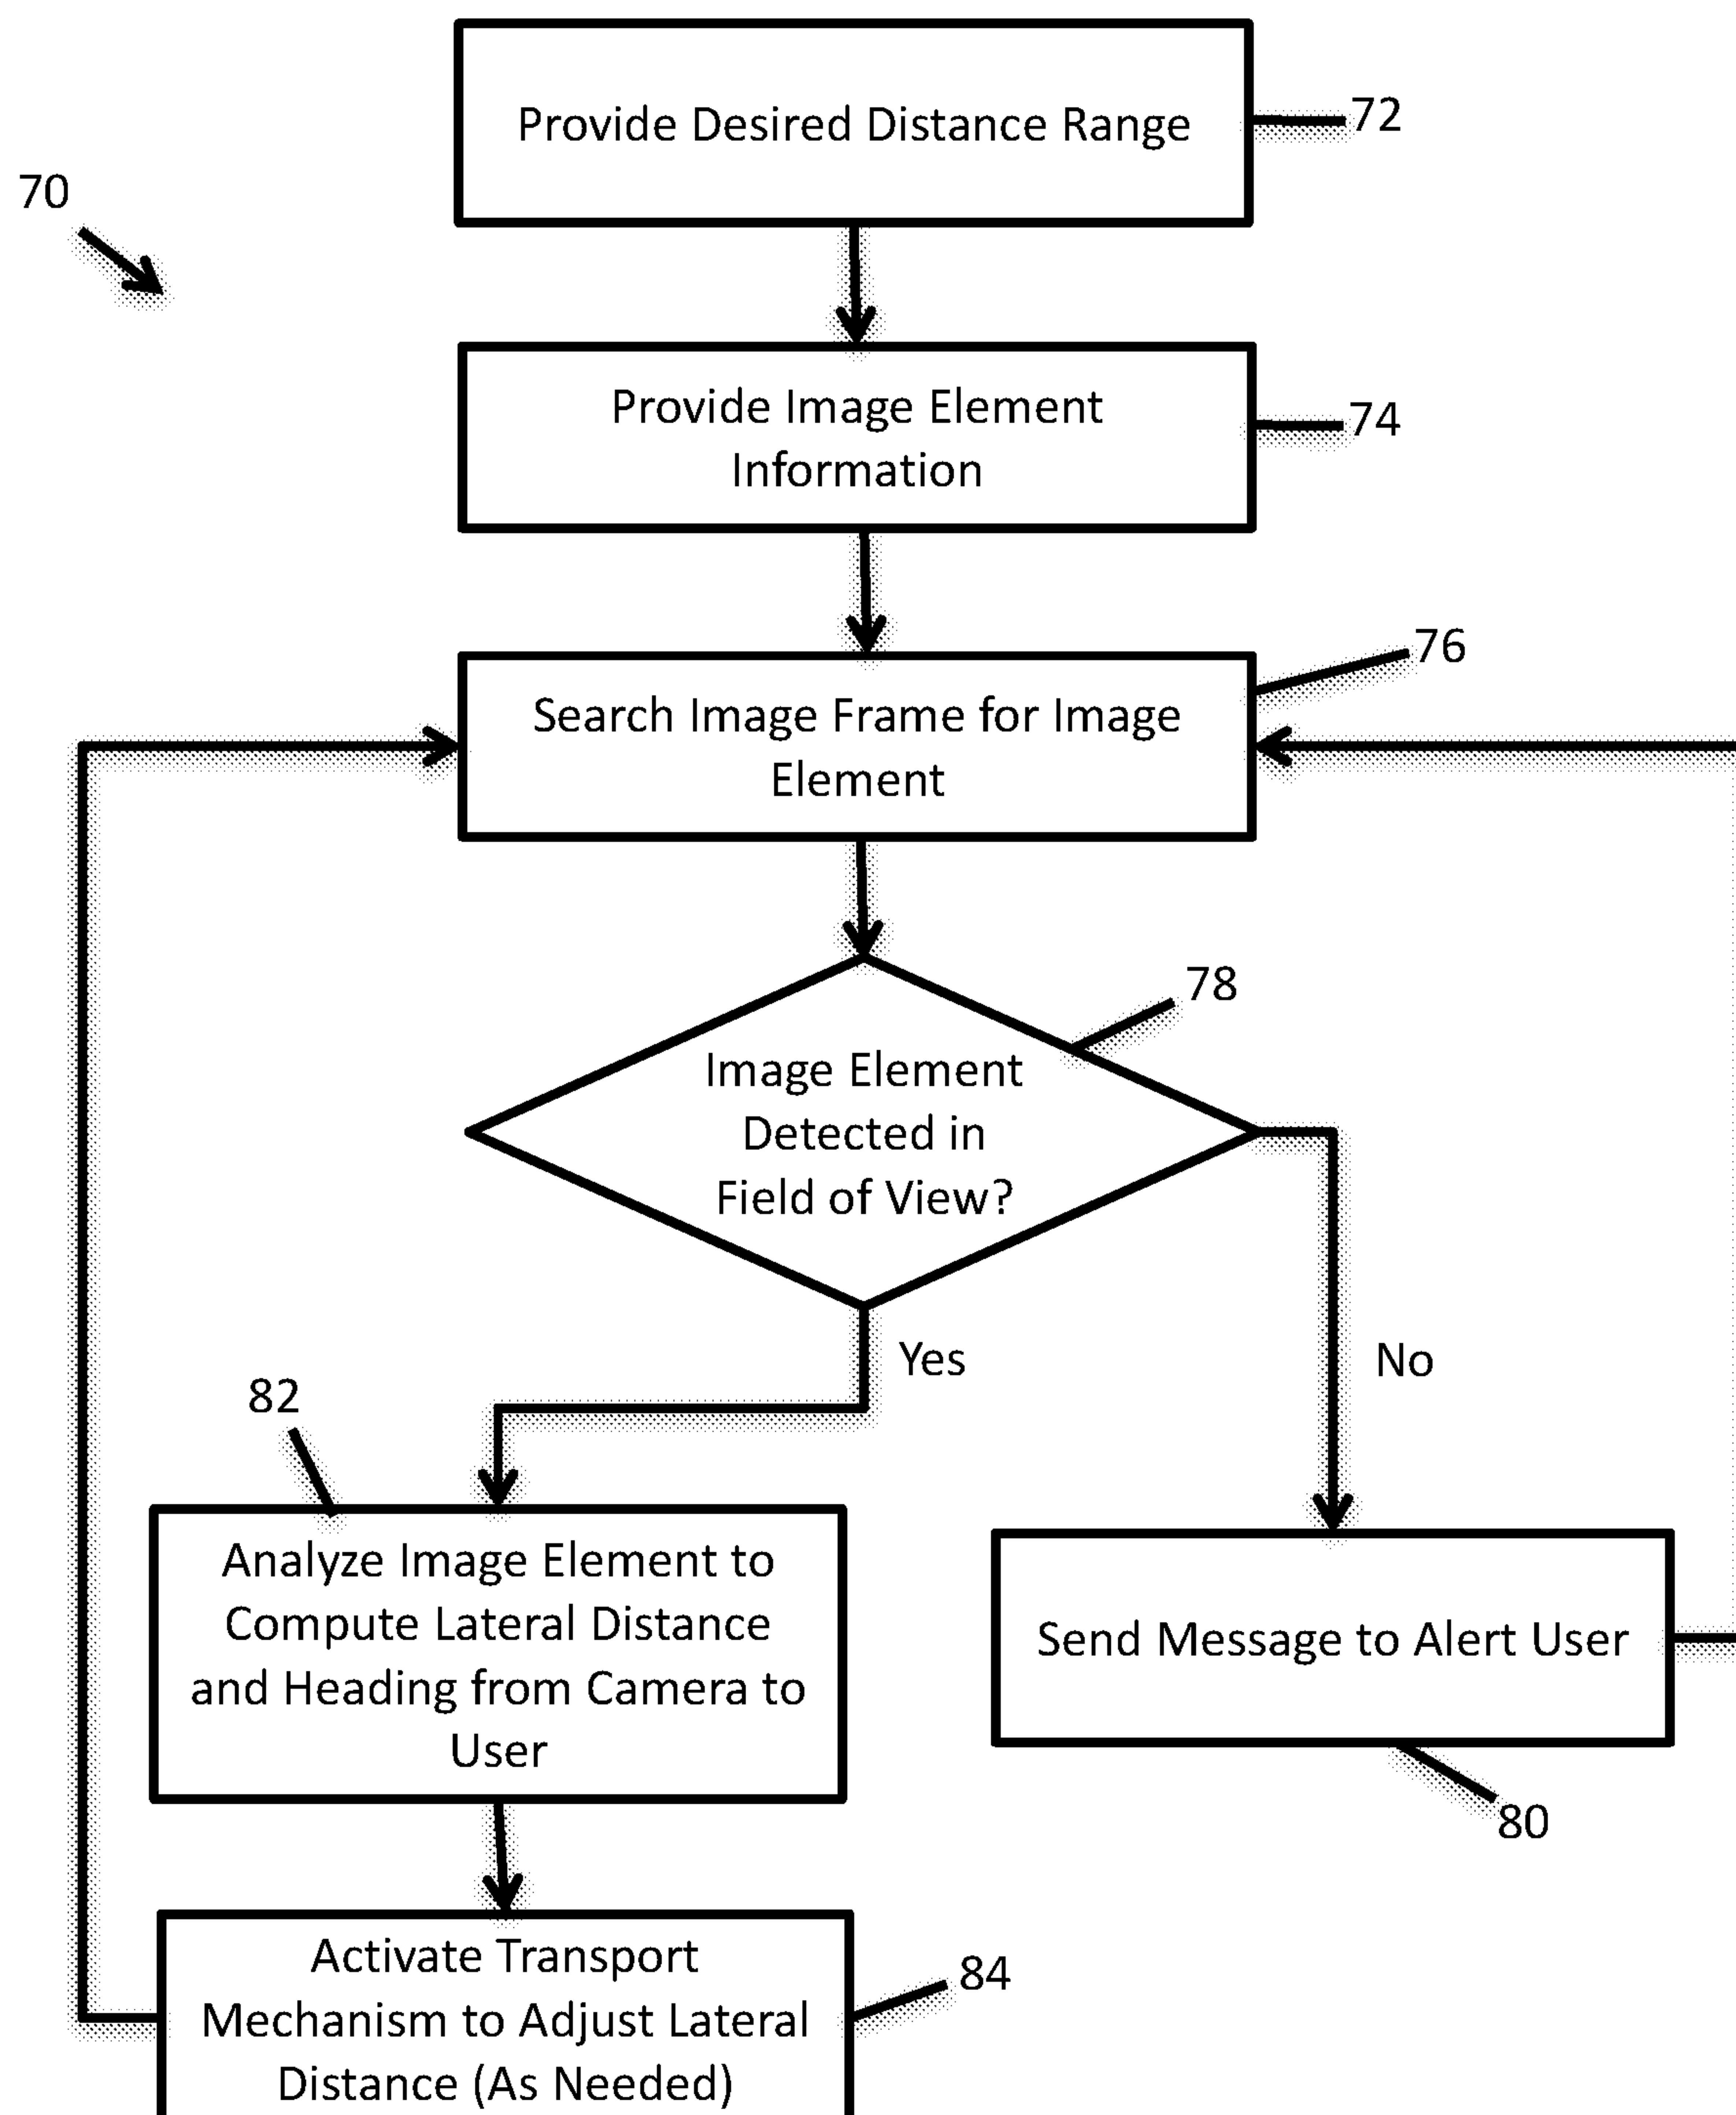 Provide Desired Distance Range
72
70
Provide Image Element
Information
74
76
Search Image Frame for Image
Element
78
Image Element
Detected in
Field of View?
Yes
No
82
Analyze Image Element to
Compute Lateral Distance
and Heading from Camera to
User
Send Message to Alert User
80
Activate Transport
Mechanism to Adjust Lateral
Distance (As Needed)
84